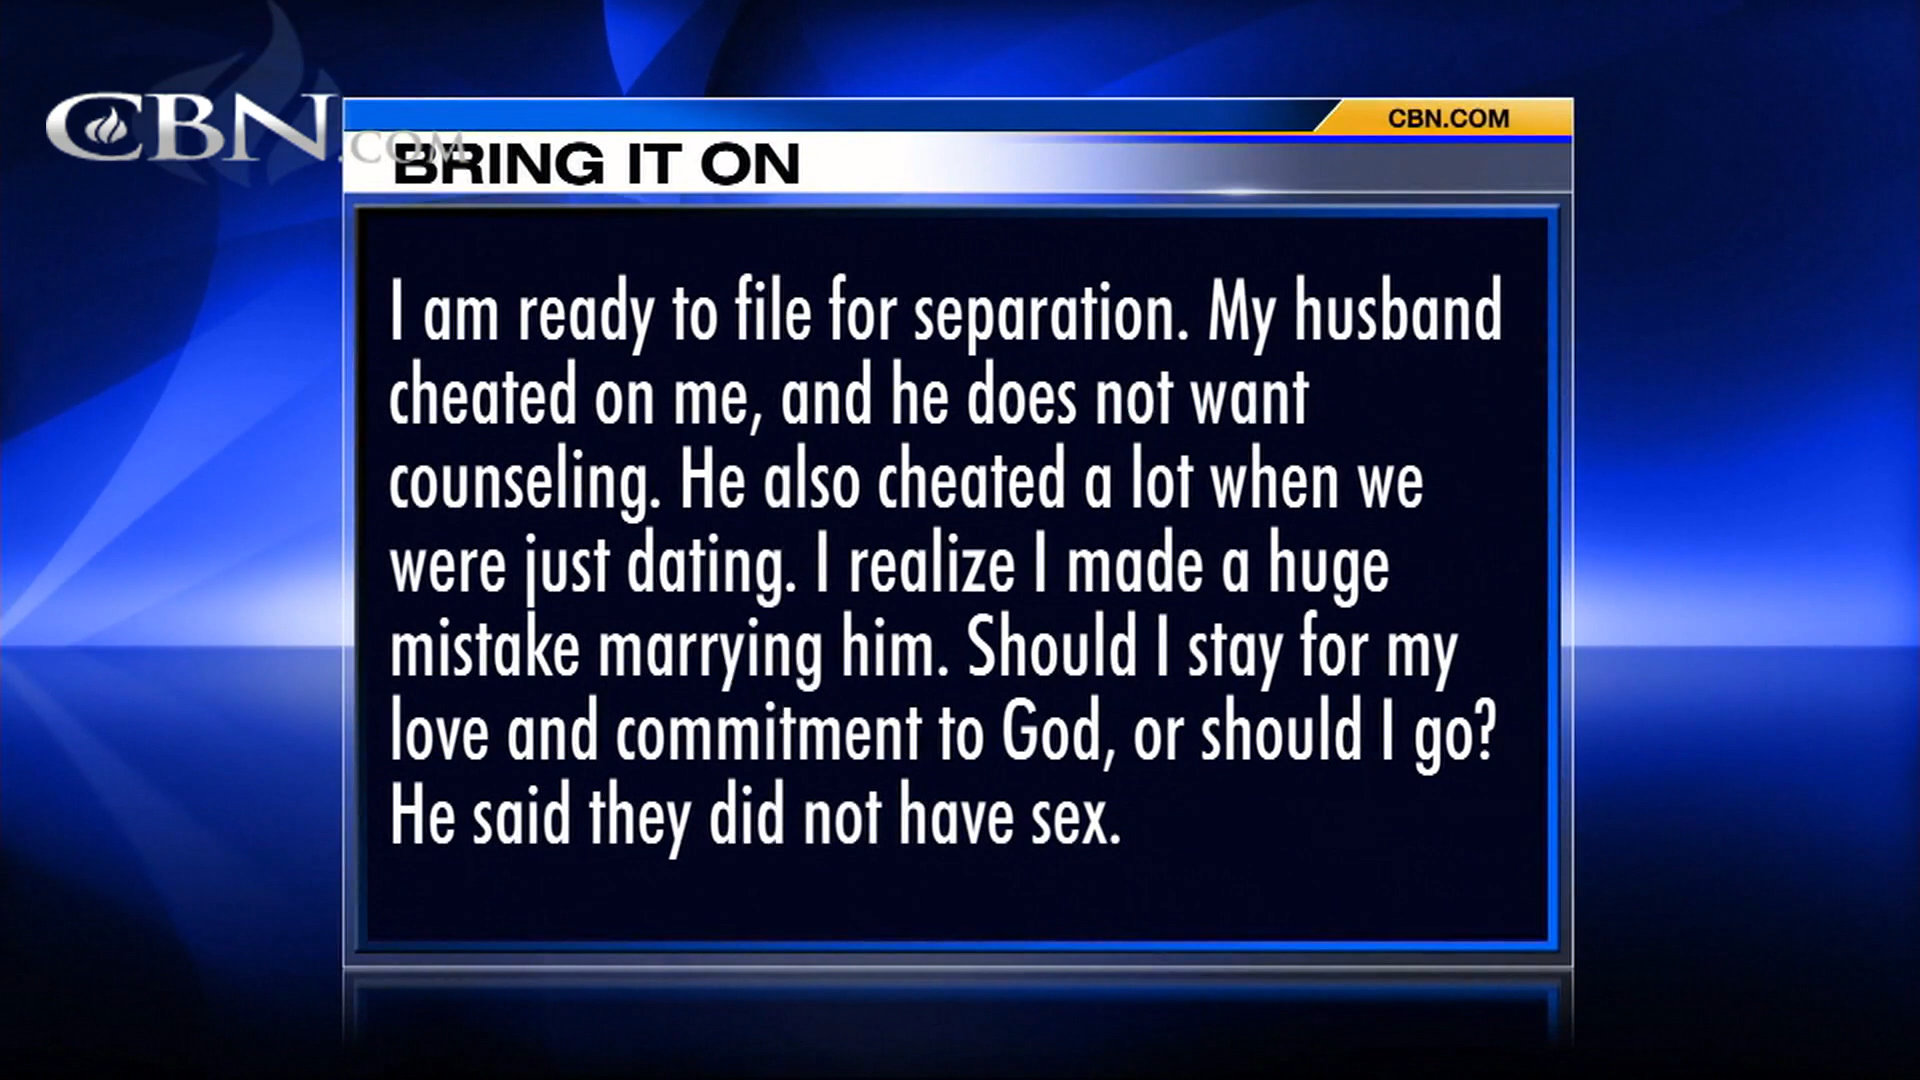 CBN.COM
CBN.COM
BRING IT ON
I am ready to file for separation. My husband
cheated on me, and he does not want
counseling. He also cheated a lot when we
were just dating. I realize I made a huge
mistake marrying him. Should I stay for my
love and commitment to God, or should I go?
He said they did not have sex.